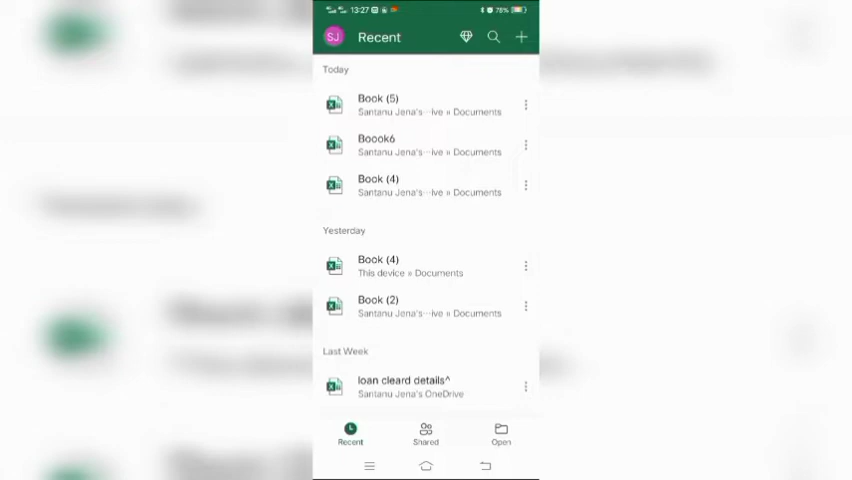 13:27
78%
SJ
Recent
Today
Book (5)
Santanu Jena's···ive » Documents
Boook6
Santanu Jena's···ive » Documents
Book (4)
Santanu Jena's···ive » Documents
Yesterday
Book (4)
This device » Documents
Book (2)
Santanu Jena's···ive » Documents
Last Week
loan cleard details^
Santanu Jena's OneDrive
Recent
Shared
Open